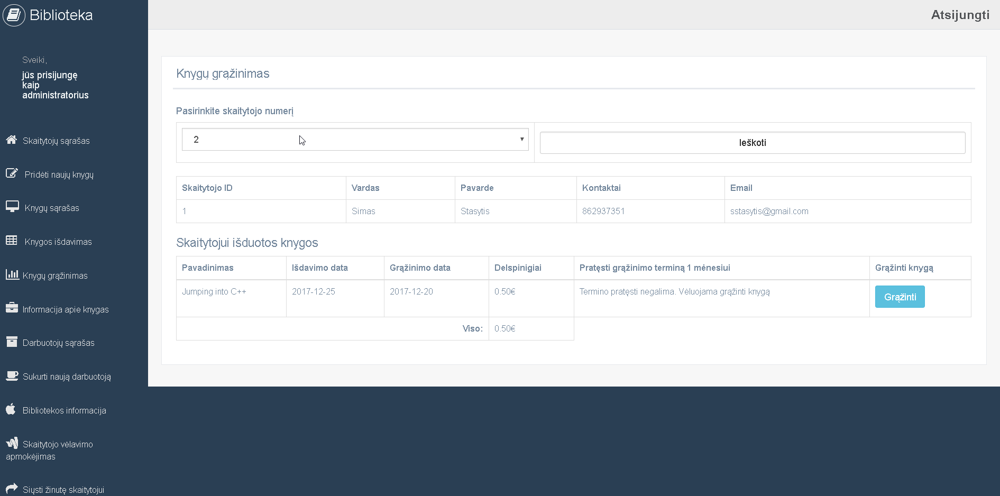 Biblioteka
Atsijungti
Sveiki,
jūs prisijungę
kaip
administratorius
Skaitytojų sąrašas
Pridėti naujų knygų
Knygų sąrašas
Knygos išdavimas
Knygų grąžinimas
Informacija apie knygas
Darbuotojų sąrašas
Sukurti naują darbuotoją
Bibliotekos informacija
Skaitytojo vėlavimo
apmokėjimas
Siųsti žinutę skaitytojui
Knygų grąžinimas
Pasirinkite skaitytojo numerį
2 Ieškoti
Skaitytojo ID Vardas Pavarde Kontaktai Email
1 Simas Stasytis 862937351 sstasytis@gmail.com
Skaitytojui išduotos knygos
Pavadinimas Išdavimo data Grąžinimo data Delspinigiai Pratęsti grąžinimo terminą 1 mėnesiui Grąžinti knygą
Jumping into C++ 2017-12-25 2017-12-20 0.50€ Termino pratęsti negalima. Vėluojama grąžinti knygą Grąžinti
Viso: 0.50€